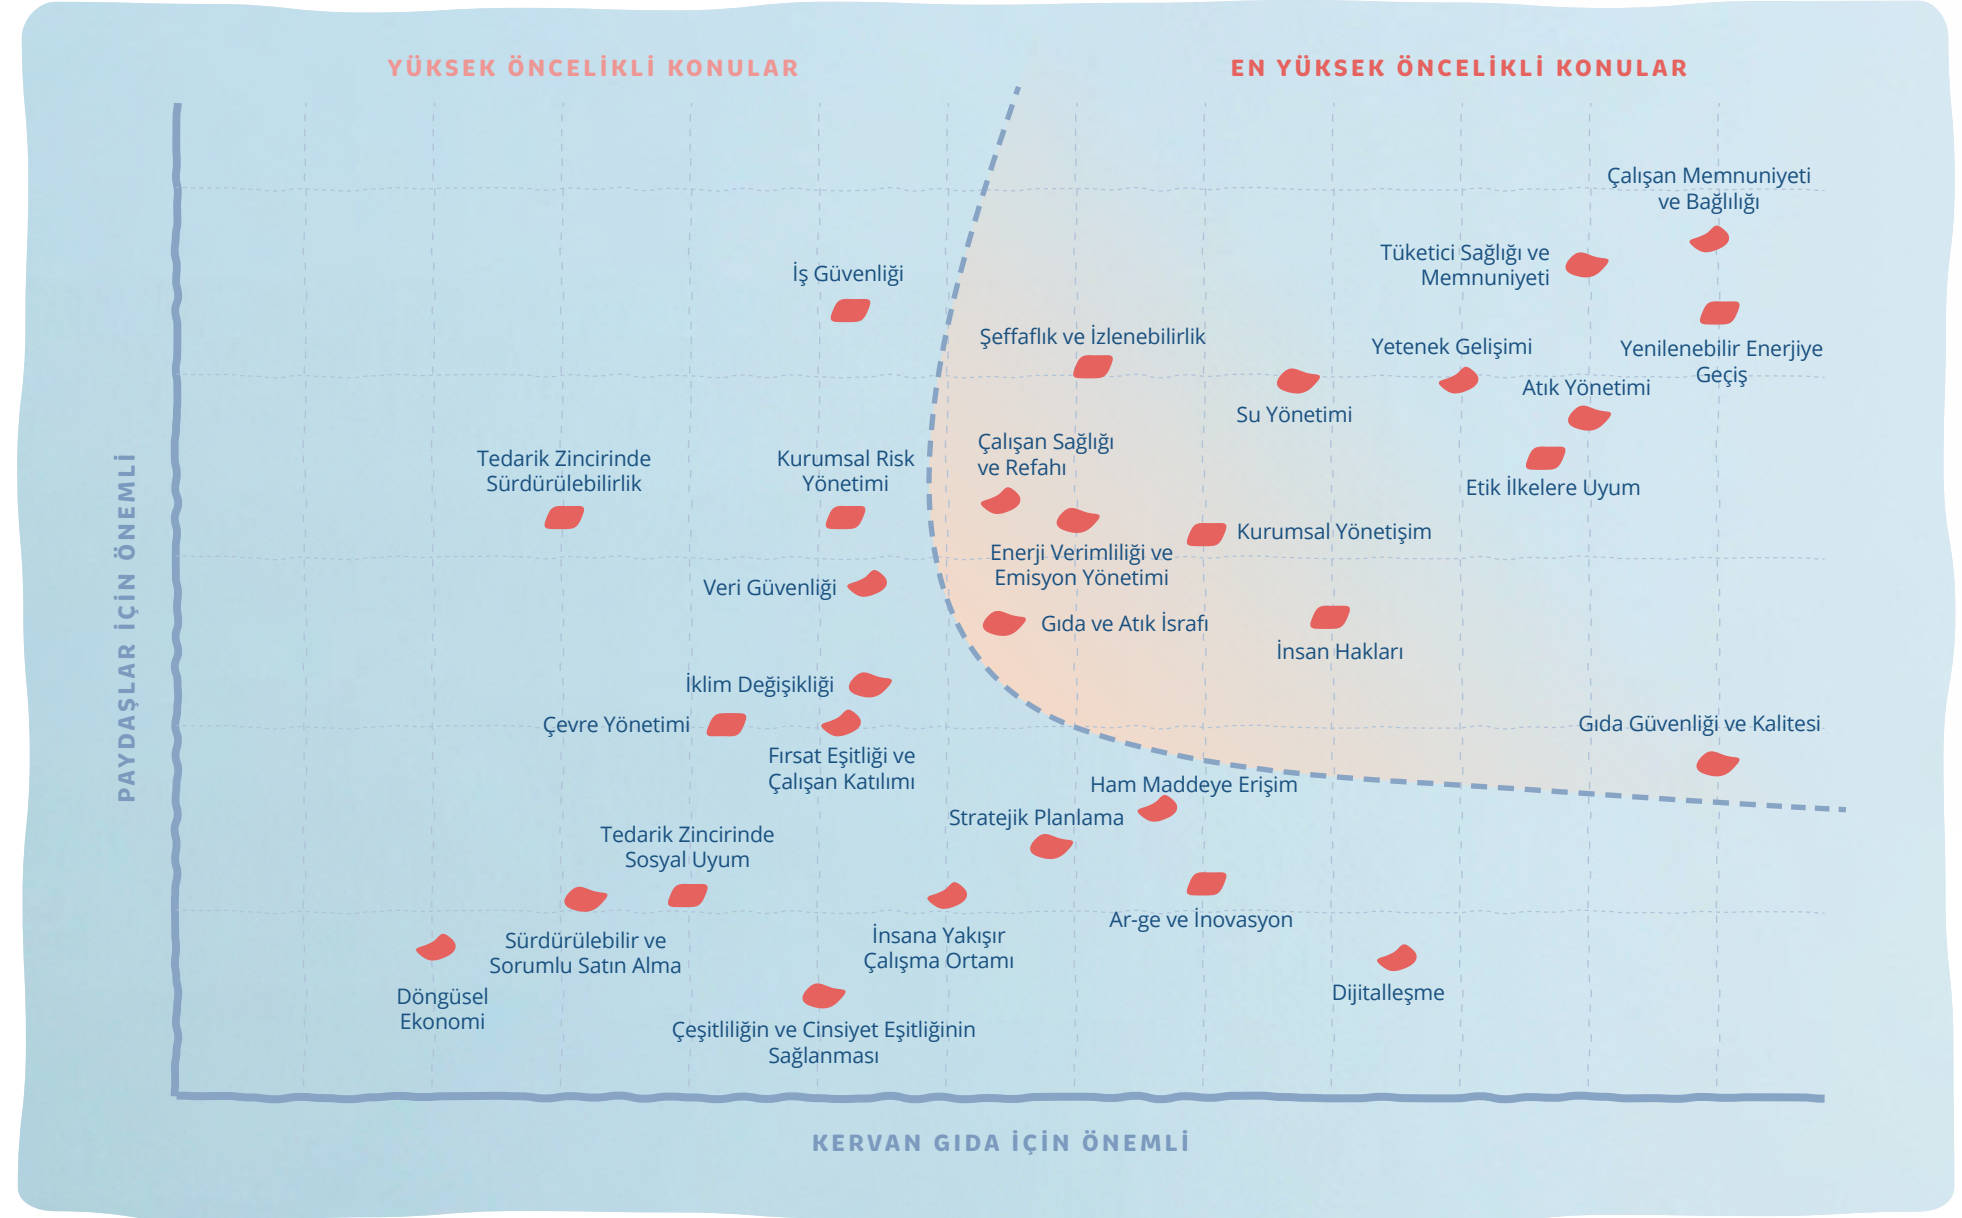 YÜKSEK ÖNCELİKLİ KONULAR
EN YÜKSEK ÖNCELİKLİ KONULAR
Çalışan Memnuniyeti
ve Bağlılığı
Tüketici Sağlığı ve
Memnuniyeti
İş Güvenliği
Şeffaflık ve İzlenebilirlik
Yetenek Gelişimi
Yenilenebilir Enerjiye
Geçiş
Atık Yönetimi
Su Yönetimi
Çalışan Sağlığı
ve Refahı
Tedarik Zincirinde
Sürdürülebilirlik
Kurumsal Risk
Yönetimi
Etik İlkelere Uyum
Kurumsal Yönetişim
Enerji Verimliliği ve
Emisyon Yönetimi
Veri Güvenliği
Gıda ve Atık İsrafı
İnsan Hakları
İklim Değişikliği
Çevre Yönetimi
Gıda Güvenliği ve Kalitesi
Fırsat Eşitliği ve
Çalışan Katılımı
Ham Maddeye Erişim
Stratejik Planlama
Tedarik Zincirinde
Sosyal Uyum
Ar-ge ve İnovasyon
İnsana Yakışır
Çalışma Ortamı
Sürdürülebilir ve
Sorumlu Satın Alma
Döngüsel
Ekonomi
Dijitalleşme
Çeşitliliğin ve Cinsiyet Eşitliğinin
Sağlanması
PAYDAŞLAR İÇİN ÖNEMLİ
KERVAN GIDA İÇİN ÖNEMLİ